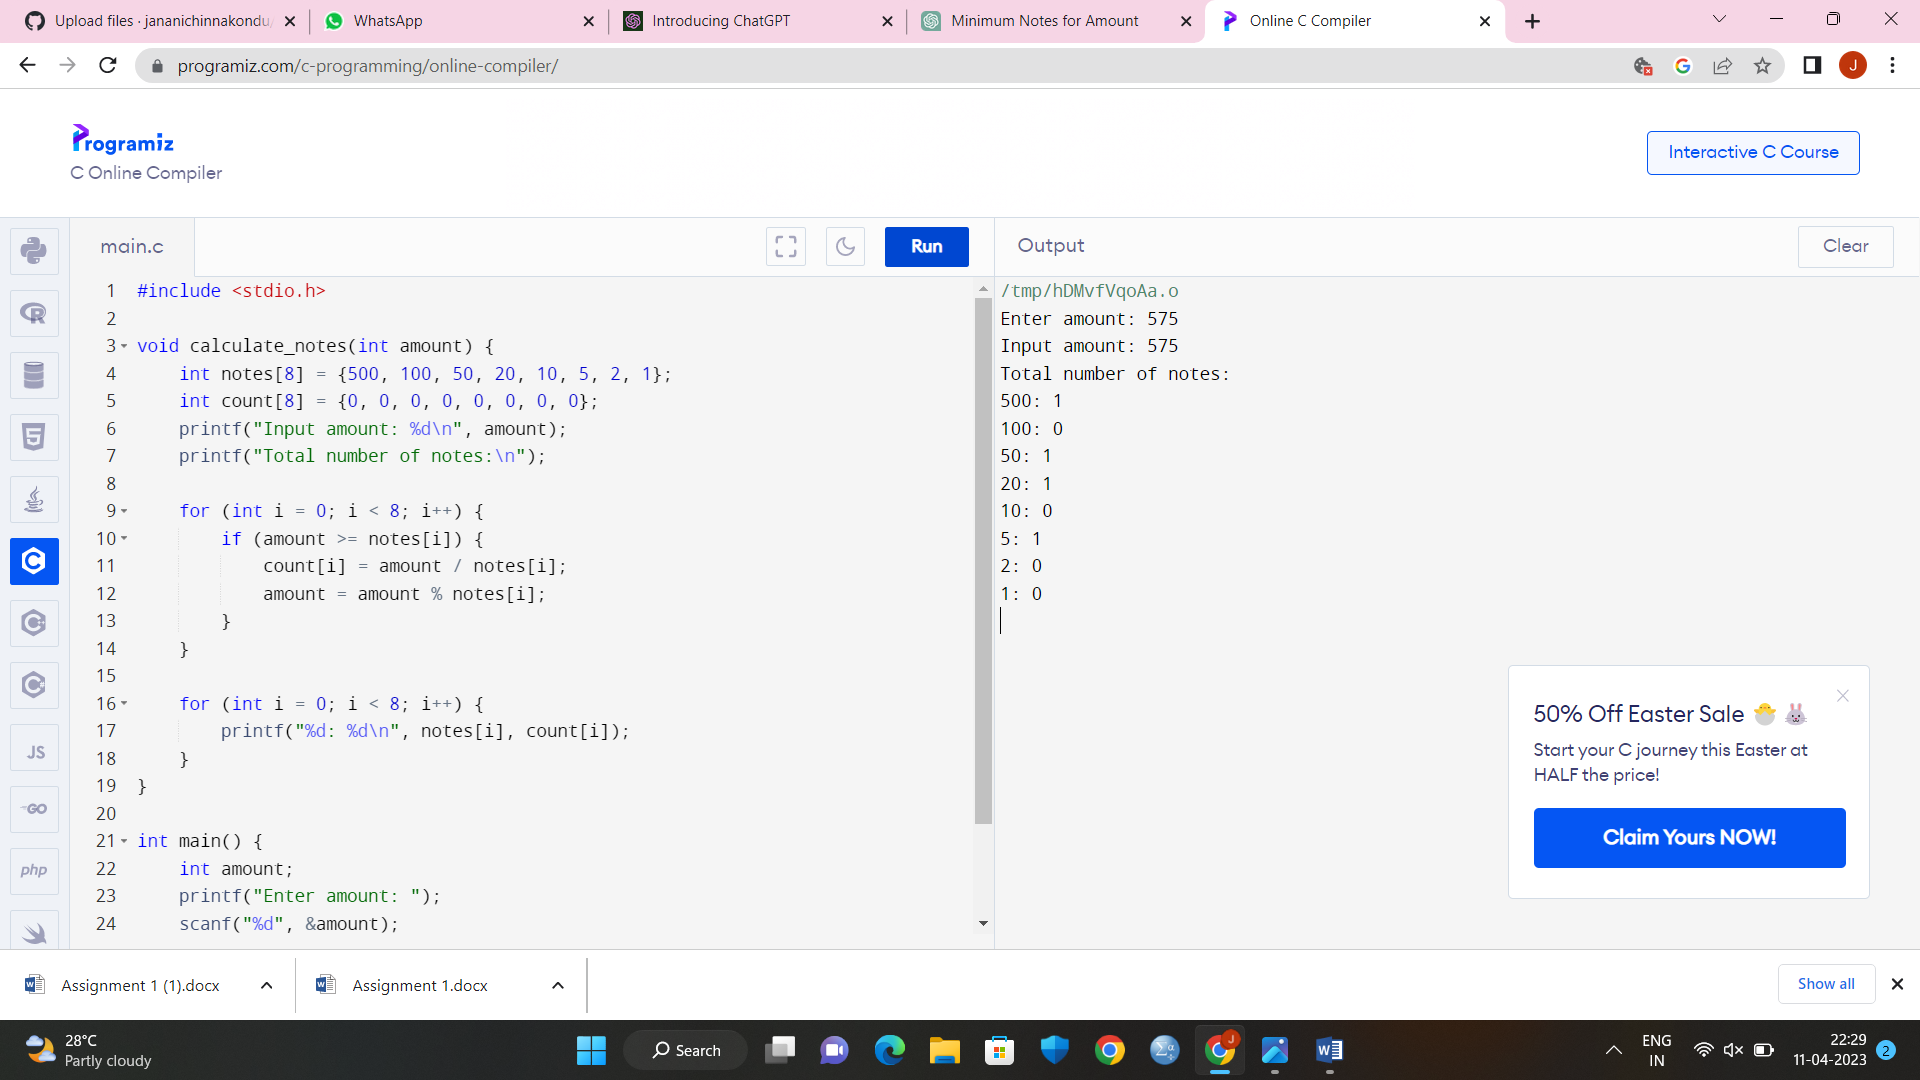 Upload files · jananichinnakondu
WhatsApp
Introducing ChatGPT
Minimum Notes for Amount
Online C Compiler
programiz.com/c-programming/online-compiler/
J
Programiz
C Online Compiler
Interactive C Course
main.c
Run
Output
Clear
1 #include <stdio.h>
2
3 void calculate_notes(int amount) {
4     int notes[8] = {500, 100, 50, 20, 10, 5, 2, 1};
5     int count[8] = {0, 0, 0, 0, 0, 0, 0, 0};
6     printf("Input amount: %d\n", amount);
7     printf("Total number of notes:\n");
8
9     for (int i = 0; i < 8; i++) {
10         if (amount >= notes[i]) {
11             count[i] = amount / notes[i];
12             amount = amount % notes[i];
13         }
14     }
15
16     for (int i = 0; i < 8; i++) {
17         printf("%d: %d\n", notes[i], count[i]);
18     }
19 }
20
21 int main() {
22     int amount;
23     printf("Enter amount: ");
24     scanf("%d", &amount);
/tmp/hDMvfVqoAa.o
Enter amount: 575
Input amount: 575
Total number of notes:
500: 1
100: 0
50: 1
20: 1
10: 0
5: 1
2: 0
1: 0
50% Off Easter Sale
Start your C journey this Easter at
HALF the price!
Claim Yours NOW!
JS
GO
php
Assignment 1 (1).docx
Assignment 1.docx
Show all
28°C
Partly cloudy
Search
J
ENG
IN
22:29
11-04-2023
2